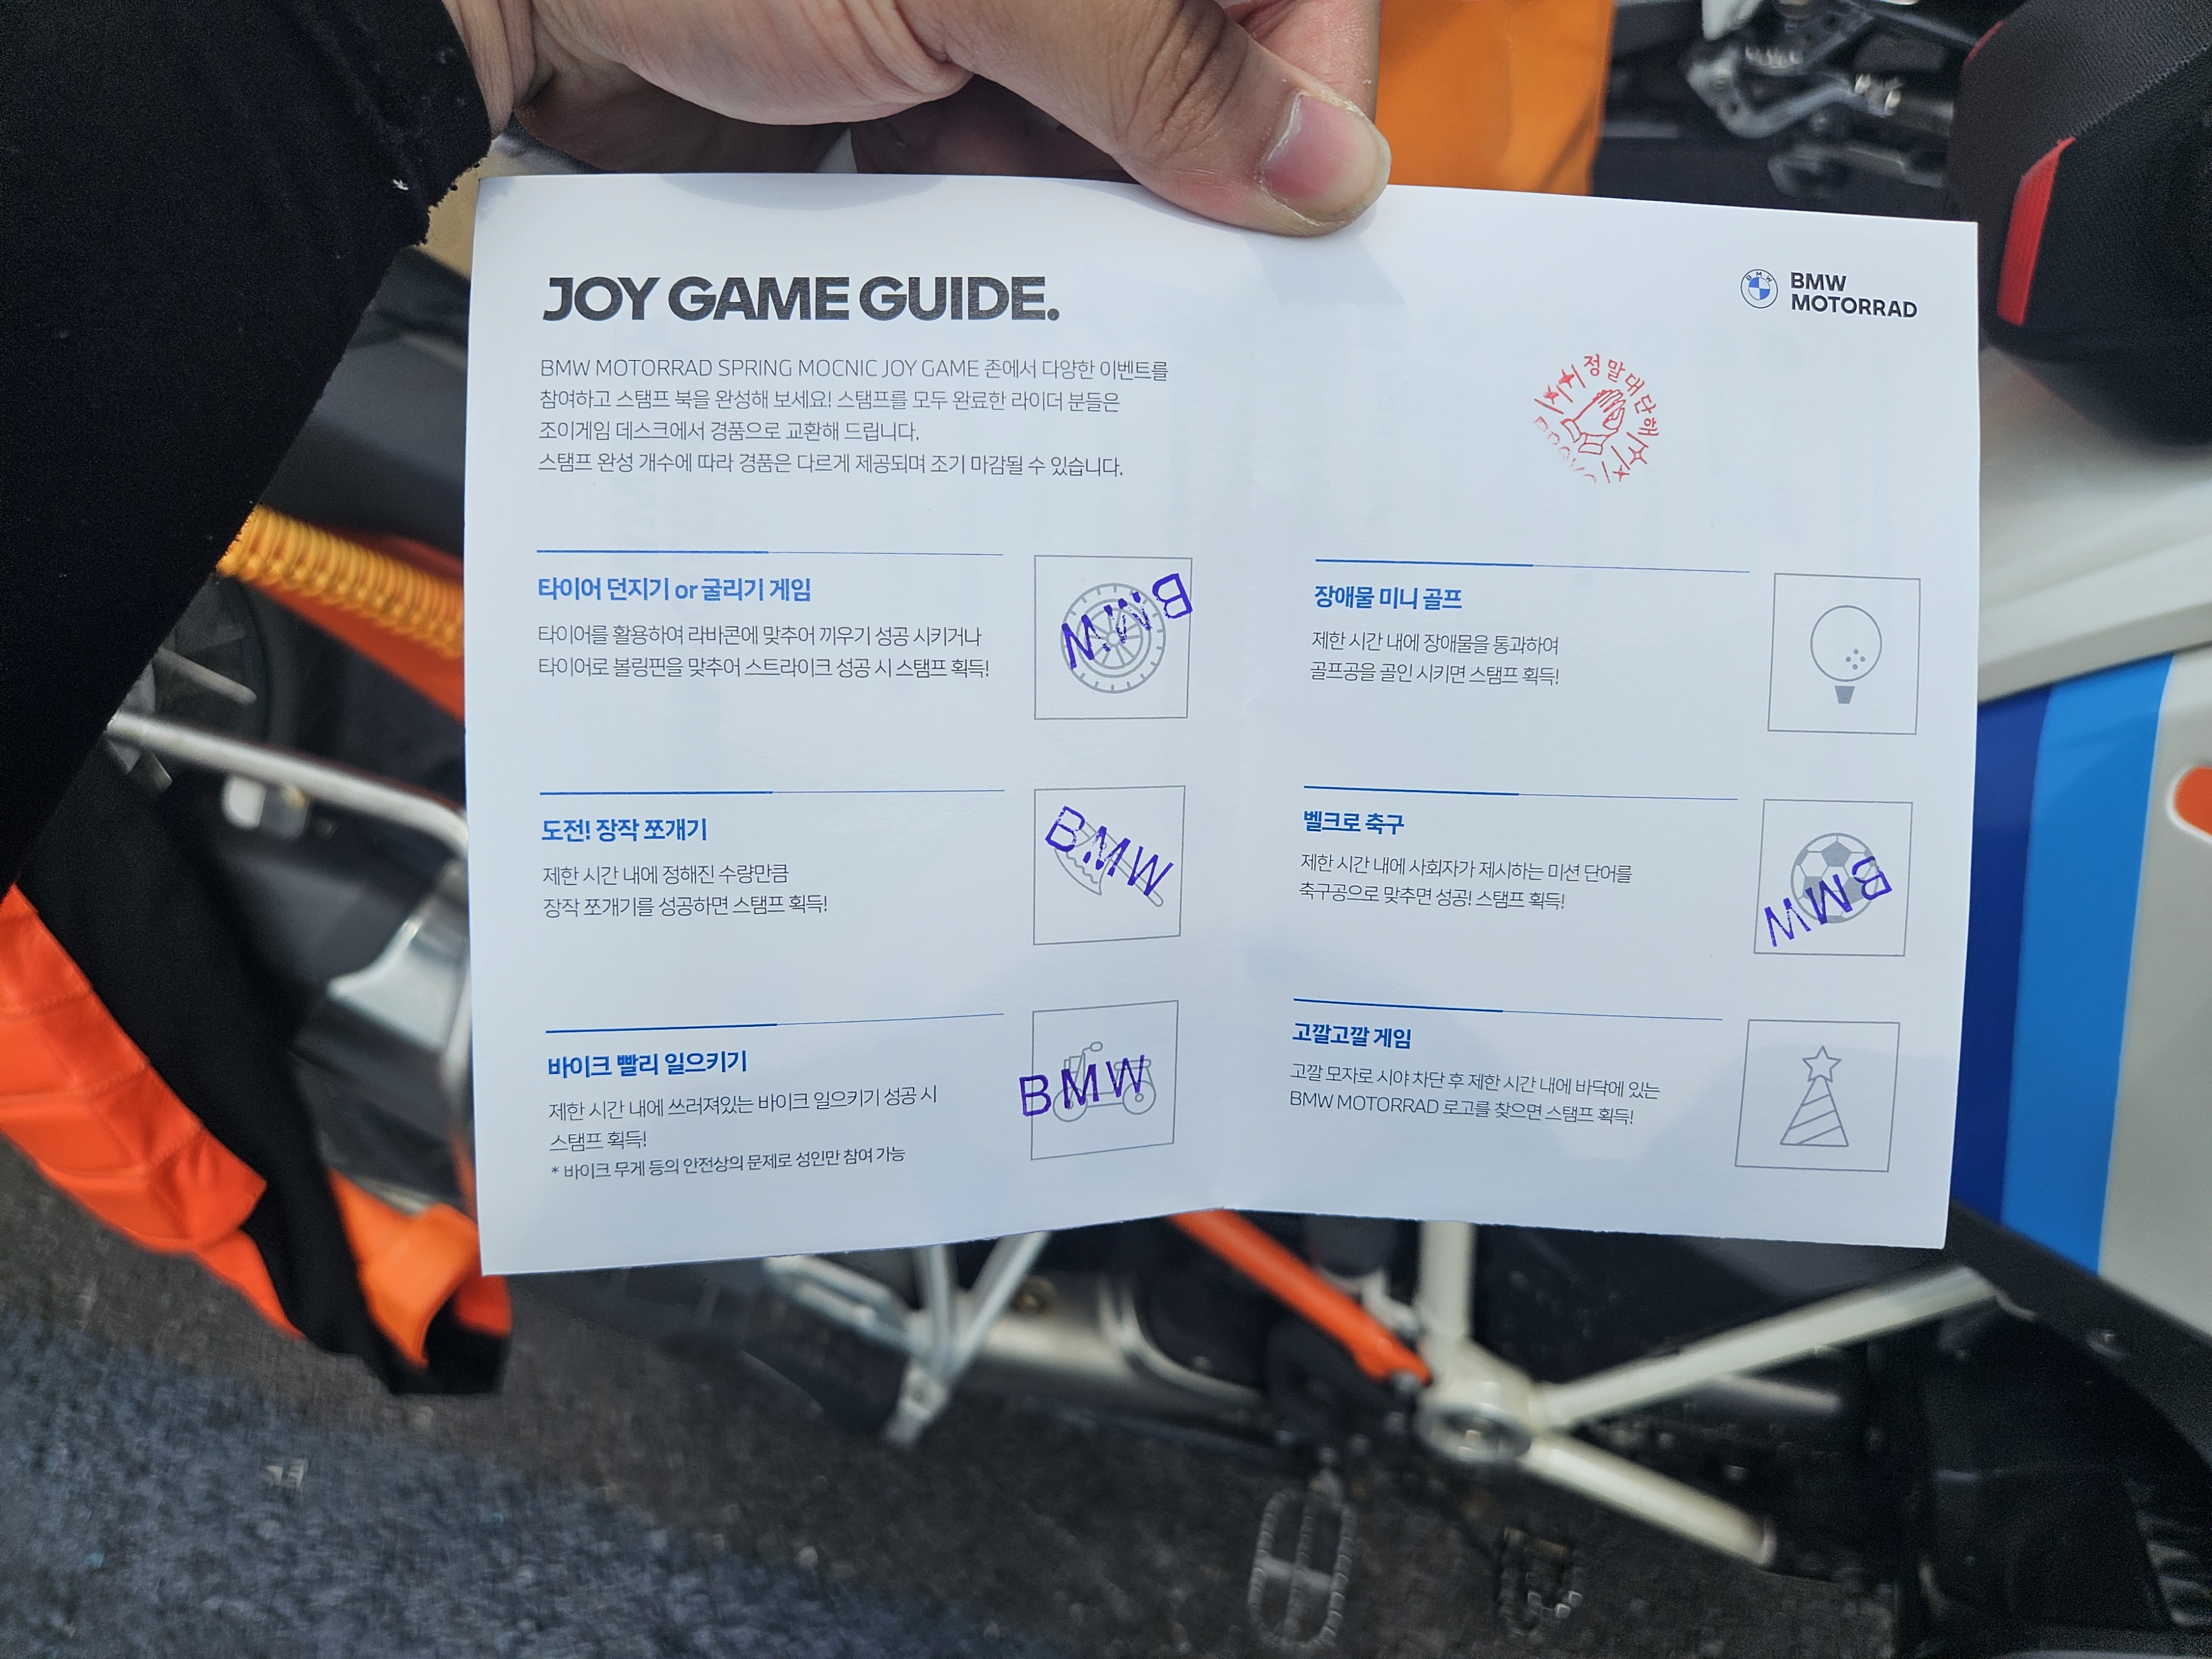 JOY GAME GUIDE.
BMW MOTORRAD SPRING MOCNIC JOY GAME 존에서 다양한 이벤트를
참여하고 스탬프 북을 완성해 보세요! 스탬프를 모두 완료한 라이더 분들은
조이게임 데스크에서 경품으로 교환해 드립니다.
스탬프 완성 개수에 따라 경품은 다르게 제공되며 조기 마감될 수 있습니다.
타이어 던지기 or 굴리기 게임
타이어를 활용하여 라바콘에 맞추어 끼우기 성공 시키거나
타이어로 볼링핀을 맞추어 스트라이크 성공 시 스탬프 획득!
BMW
도전! 장작 쪼개기
제한 시간 내에 정해진 수량만큼
장작 쪼개기를 성공하면 스탬프 획득!
BMW
바이크 빨리 일으키기
제한 시간 내에 쓰러져있는 바이크 일으키기 성공 시
스탬프 획득!
* 바이크 무게 등의 안전상의 문제로 성인만 참여 가능
BMW
BMW
BMW
MOTORRAD
정말 대단해
BRAVO
장애물 미니 골프
제한 시간 내에 장애물을 통과하여
골프공을 골인 시키면 스탬프 획득!
벨크로 축구
제한 시간 내에 사회자가 제시하는 미션 단어를
축구공으로 맞추면 성공! 스탬프 획득!
BMW
고깔고깔 게임
고깔 모자로 시야 차단 후 제한 시간 내에 바닥에 있는
BMW MOTORRAD 로고를 찾으면 스탬프 획득!